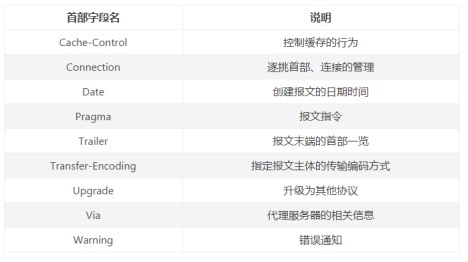 首部字段名 说明
Cache-Control 控制缓存的行为
Connection 逐挑首部、连接的管理
Date 创建报文的日期时间
Pragma 报文指令
Trailer 报文末端的首部一览
Transfer-Encoding 指定报文主体的传输编码方式
Upgrade 升级为其他协议
Via 代理服务器的相关信息
Warning 错误通知